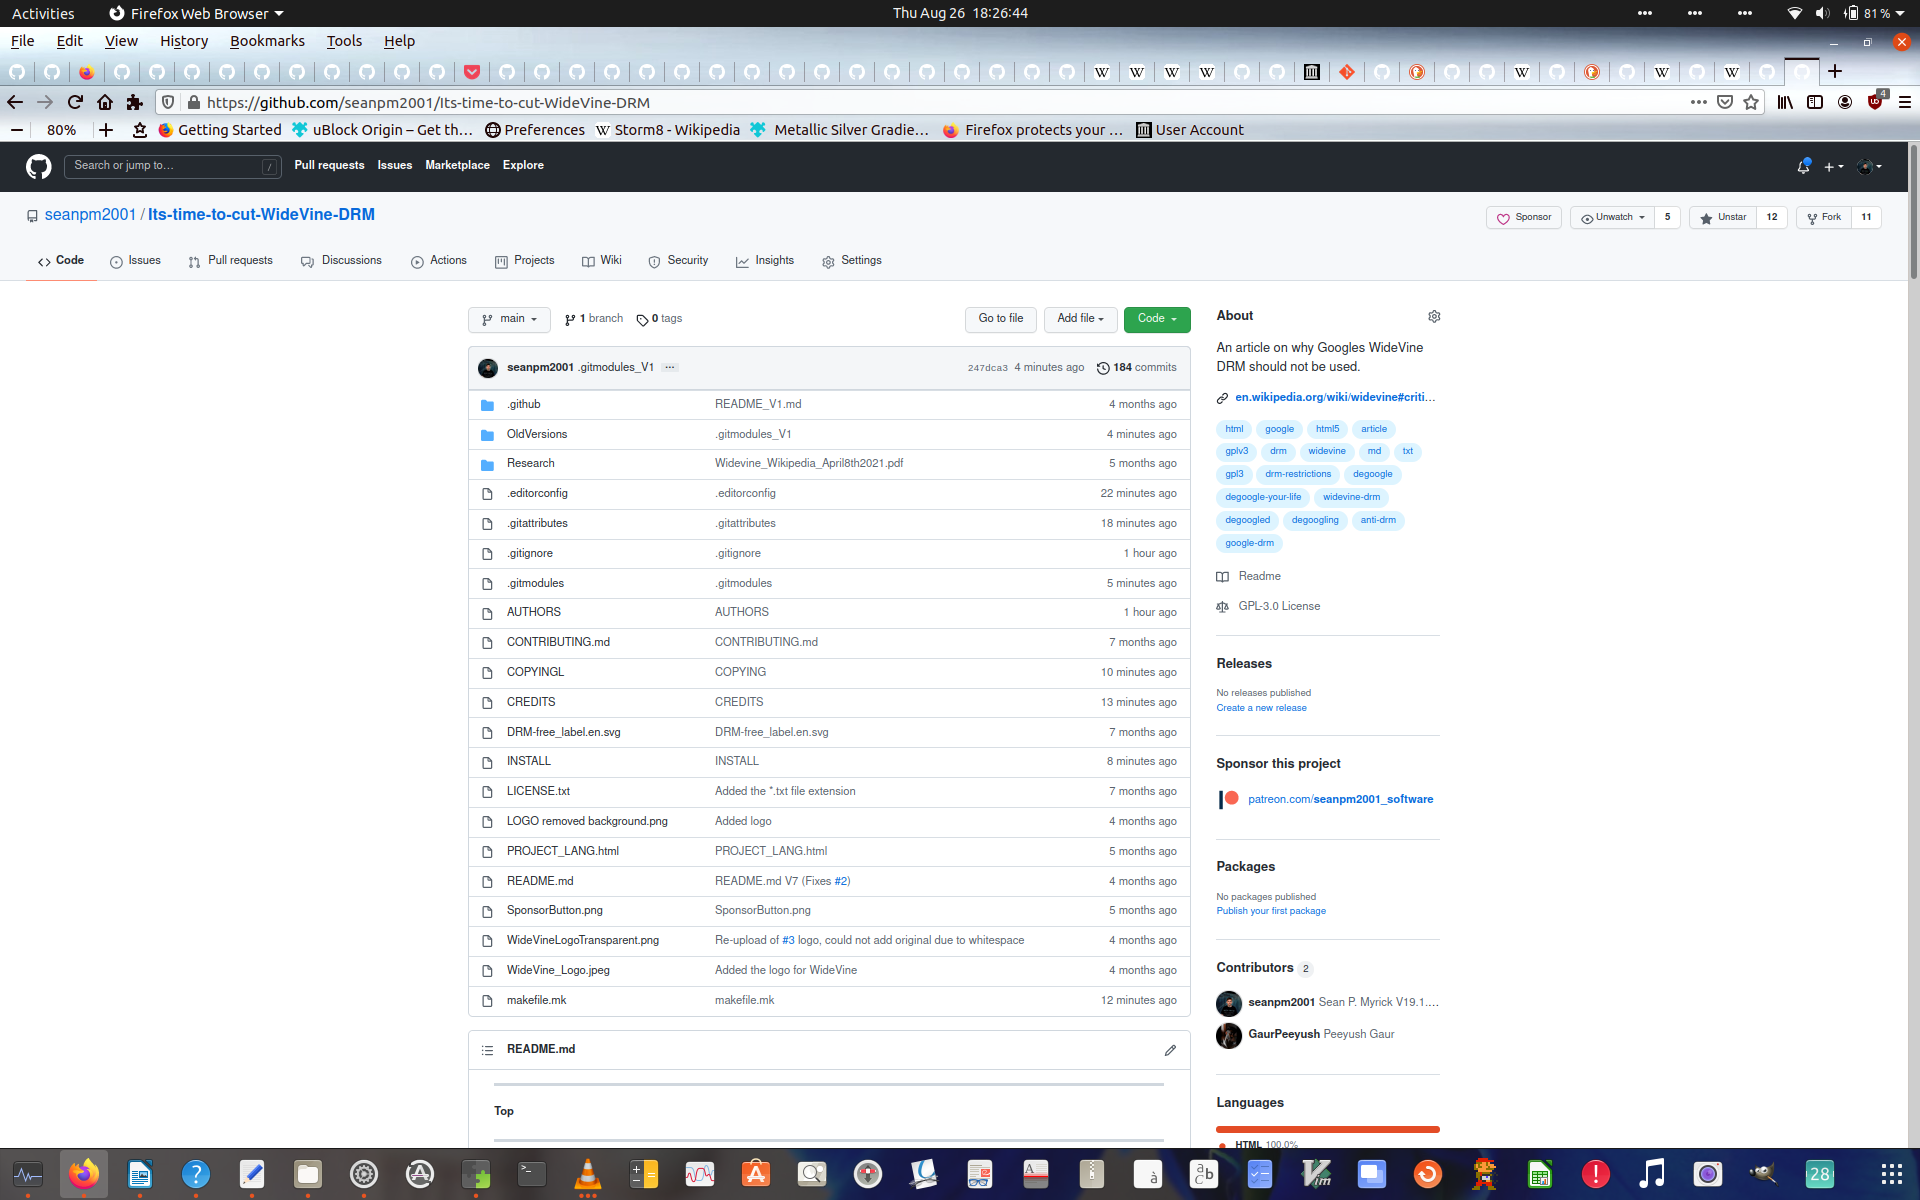 Activities Firefox Web Browser Thu Aug 26 18:26:44 81 %
File Edit View History Bookmarks Tools Help
https://github.com/seanpm2001/Its-time-to-cut-WideVine-DRM 4
80% Getting Started uBlock Origin – Get th… Preferences Storm8 - Wikipedia Metallic Silver Gradie… Firefox protects your … User Account
Search or jump to… / Pull requests Issues Marketplace Explore
seanpm2001 / Its-time-to-cut-WideVine-DRM Sponsor Unwatch 5 Unstar 12 Fork 11
Code Issues Pull requests Discussions Actions Projects Wiki Security Insights Settings
main 1 branch 0 tags Go to file Add file Code
seanpm2001 .gitmodules_V1 … 247dca3 4 minutes ago 184 commits
.github README_V1.md 4 months ago
OldVersions .gitmodules_V1 4 minutes ago
Research Widevine_Wikipedia_April8th2021.pdf 5 months ago
.editorconfig .editorconfig 22 minutes ago
.gitattributes .gitattributes 18 minutes ago
.gitignore .gitignore 1 hour ago
.gitmodules .gitmodules 5 minutes ago
AUTHORS AUTHORS 1 hour ago
CONTRIBUTING.md CONTRIBUTING.md 7 months ago
COPYINGL COPYING 10 minutes ago
CREDITS CREDITS 13 minutes ago
DRM-free_label.en.svg DRM-free_label.en.svg 7 months ago
INSTALL INSTALL 8 minutes ago
LICENSE.txt Added the *.txt file extension 7 months ago
LOGO removed background.png Added logo 4 months ago
PROJECT_LANG.html PROJECT_LANG.html 5 months ago
README.md README.md V7 (Fixes #2) 4 months ago
SponsorButton.png SponsorButton.png 5 months ago
WideVineLogoTransparent.png Re-upload of #3 logo, could not add original due to whitespace 4 months ago
WideVine_Logo.jpeg Added the logo for WideVine 4 months ago
makefile.mk makefile.mk 12 minutes ago
README.md
Top
About
An article on why Googles WideVine
DRM should not be used.
en.wikipedia.org/wiki/widevine#criti…
html google html5 article
gplv3 drm widevine md txt
gpl3 drm-restrictions degoogle
degoogle-your-life widevine-drm
degoogled degoogling anti-drm
google-drm
Readme
GPL-3.0 License
Releases
No releases published
Create a new release
Sponsor this project
patreon.com/seanpm2001_software
Packages
No packages published
Publish your first package
Contributors 2
seanpm2001 Sean P. Myrick V19.1.…
GaurPeeyush Peeyush Gaur
Languages
HTML 100.0%
28